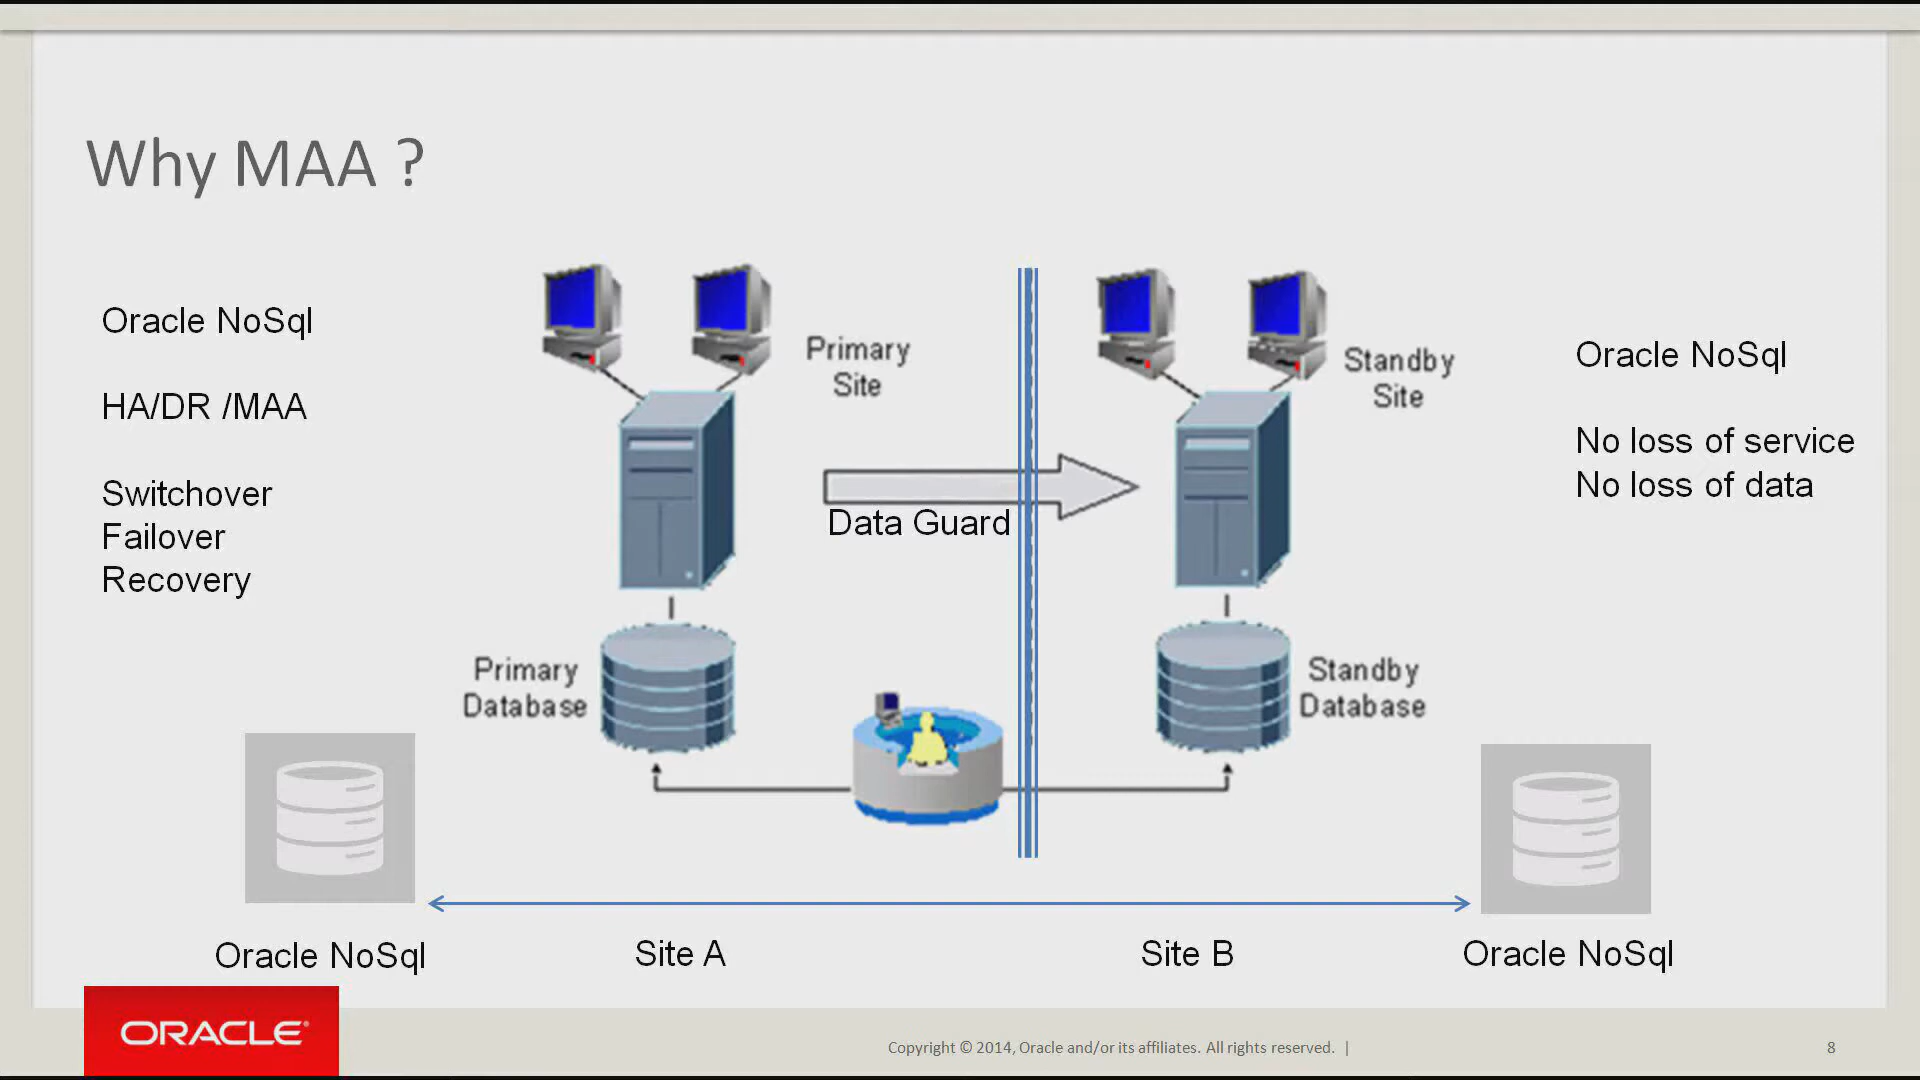 Why MAA ?
Oracle NoSql
HA/DR /MAA
Switchover
Failover
Recovery
Primary
Site
Data Guard
Primary
Database
Standby
Site
Standby
Database
Oracle NoSql
No loss of service
No loss of data
Oracle NoSql
Site A
Site B
Oracle NoSql
ORACLE®
Copyright © 2014, Oracle and/or its affiliates. All rights reserved. |
8